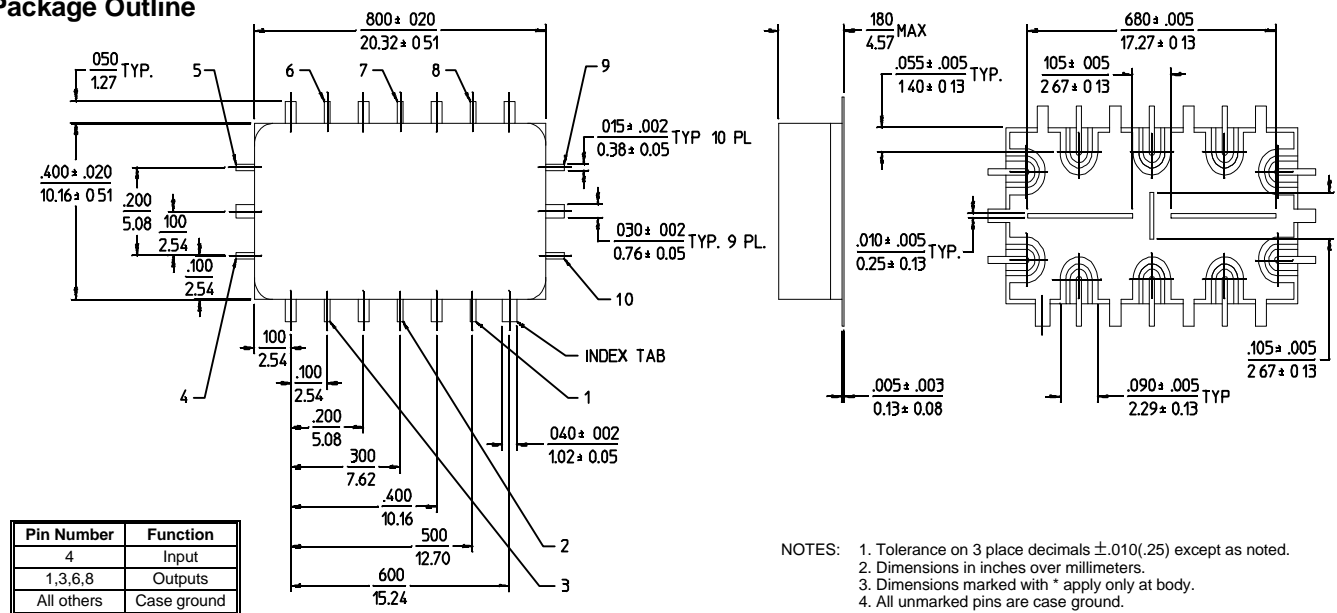 Package Outline
800± 020
20.32± 0 51
050
1.27
TYP.
5
6
7
8
9
.400± .020
10.16± 0 51
.200
5.08
100
2.54
.100
2.54
015± .002
0.38± 0.05
TYP 10 PL
030± 002
0.76± 0.05
TYP. 9 PL.
10
INDEX TAB
1
4
100
2.54
.100
2.54
.200
5.08
300
7.62
.400
10.16
500
12.70
600
15.24
040± 002
1.02± 0.05
2
3
180
4.57
MAX
.005± .003
0.13± 0.08
680± .005
17.27± 0 13
.055± .005
1 40± 0 13
TYP.
105± 005
2 67± 0 13
.010± .005
0.25± 0.13
TYP.
.105± .005
2 67± 0 13
.090± .005
2.29± 0.13
TYP
Pin Number Function
4 Input
1,3,6,8 Outputs
All others Case ground
NOTES: 1. Tolerance on 3 place decimals ±.010(.25) except as noted.
2. Dimensions in inches over millimeters.
3. Dimensions marked with * apply only at body.
4. All unmarked pins are case ground.